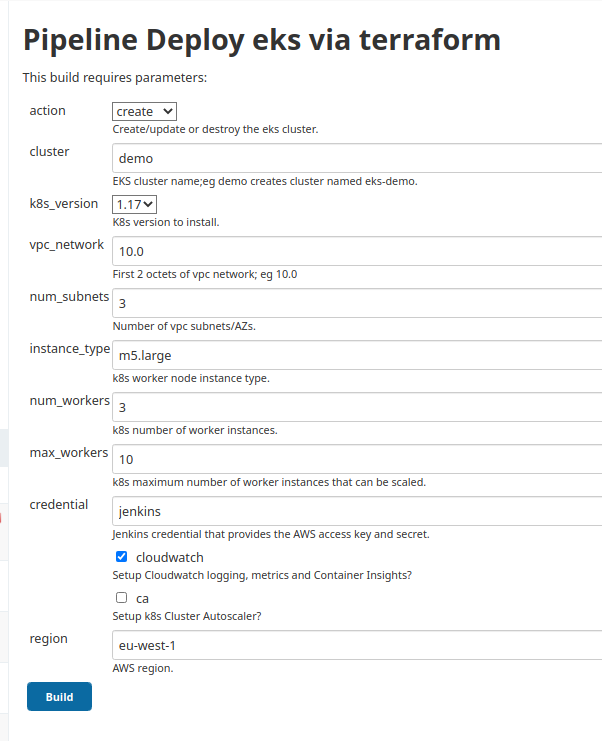 Pipeline Deploy eks via terraform
This build requires parameters:
action
create
Create/update or destroy the eks cluster.
cluster
demo
EKS cluster name;eg demo creates cluster named eks-demo.
k8s_version
1.17
K8s version to install.
vpc_network
10.0
First 2 octets of vpc network; eg 10.0
num_subnets
3
Number of vpc subnets/AZs.
instance_type
m5.large
k8s worker node instance type.
num_workers
3
k8s number of worker instances.
max_workers
10
k8s maximum number of worker instances that can be scaled.
credential
jenkins
Jenkins credential that provides the AWS access key and secret.
cloudwatch
Setup Cloudwatch logging, metrics and Container Insights?
ca
Setup k8s Cluster Autoscaler?
region
eu-west-1
AWS region.
Build